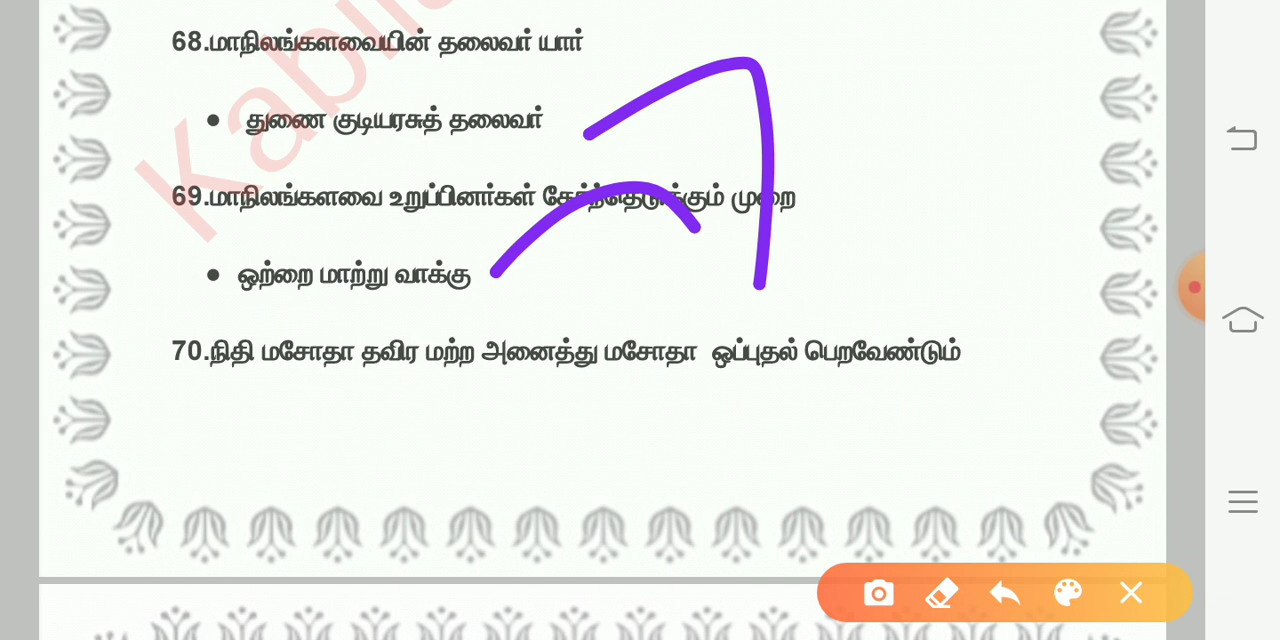 68.மாநிலங்களவையின் தலைவர் யார்
● துணை குடியரசுத் தலைவர்
69.மாநிலங்களவை உறுப்பினர்கள் தேர்ந்தெடுக்கும் முறை
● ஒற்றை மாற்று வாக்கு
70.நிதி மசோதா தவிர மற்ற அனைத்து மசோதா ஒப்புதல் பெறவேண்டும்